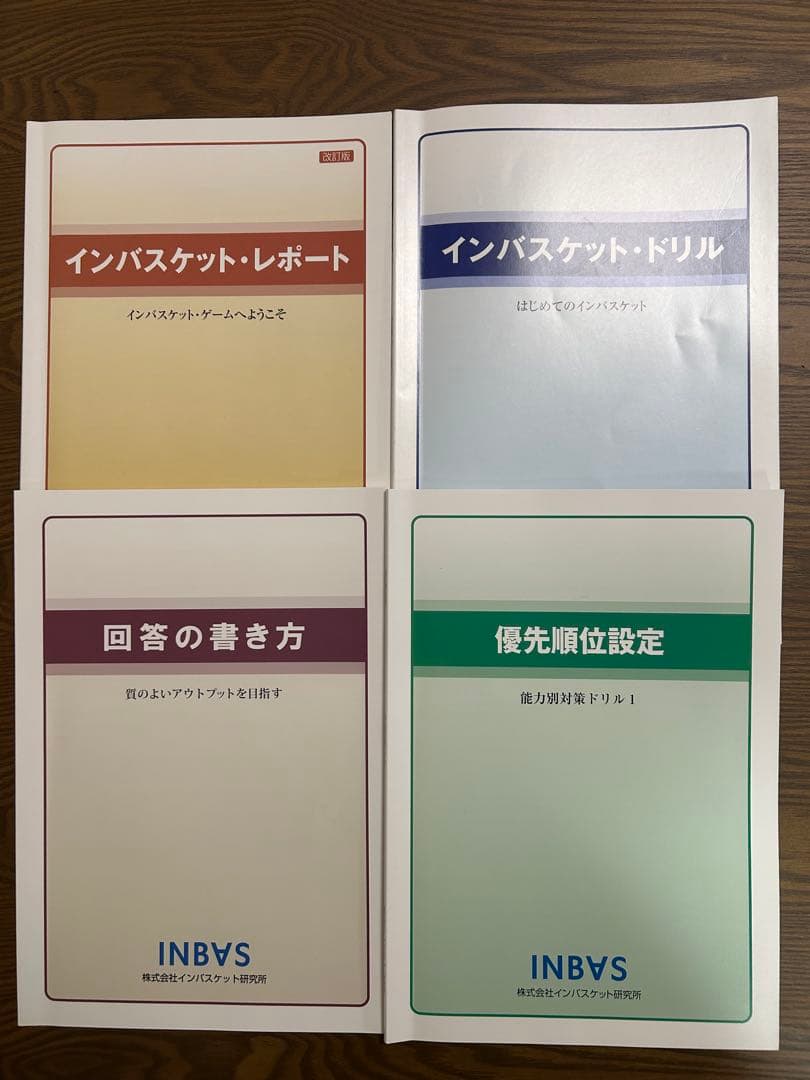 改訂版
インバスケット・レポート
インバスケット・ゲームへようこそ
インバスケット・ドリル
はじめてのインバスケット
回答の書き方
質のよいアウトプットを目指す
INB∀S
株式会社インバスケット研究所
優先順位設定
能力別対策ドリル1
INB∀S
株式会社インバスケット研究所